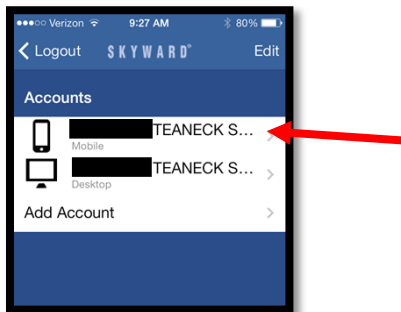 Verizon 9:27 AM 80%
Logout SKYWARD® Edit
Accounts
TEANECK S...
Mobile
TEANECK S...
Desktop
Add Account